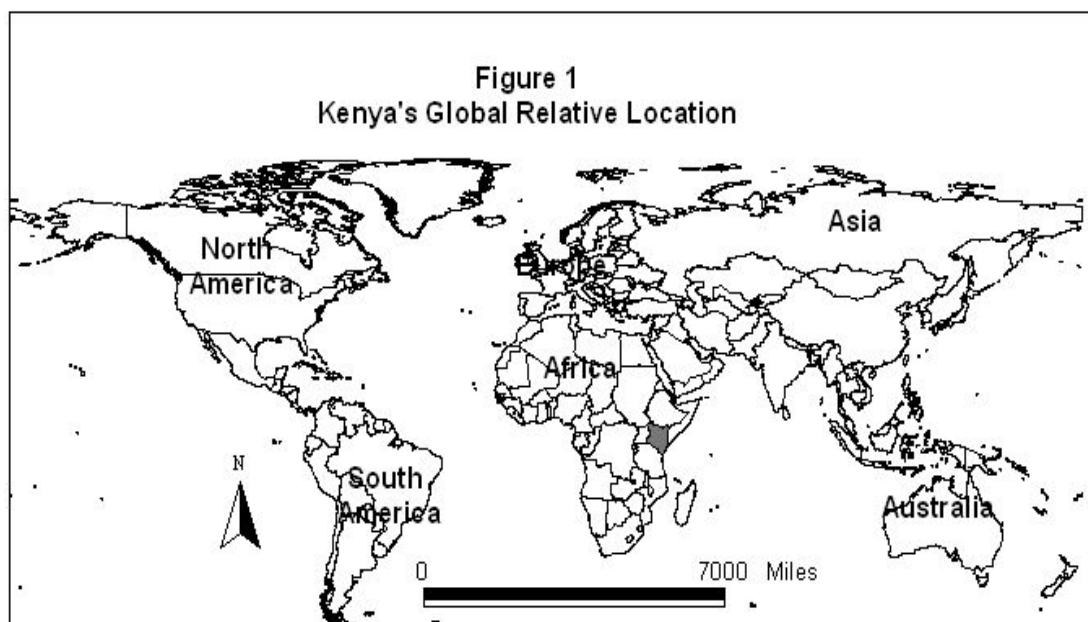 Figure 1
Kenya's Global Relative Location
Asia
North
America
Europe
Africa
N
South
America
Australia
0 7000 Miles